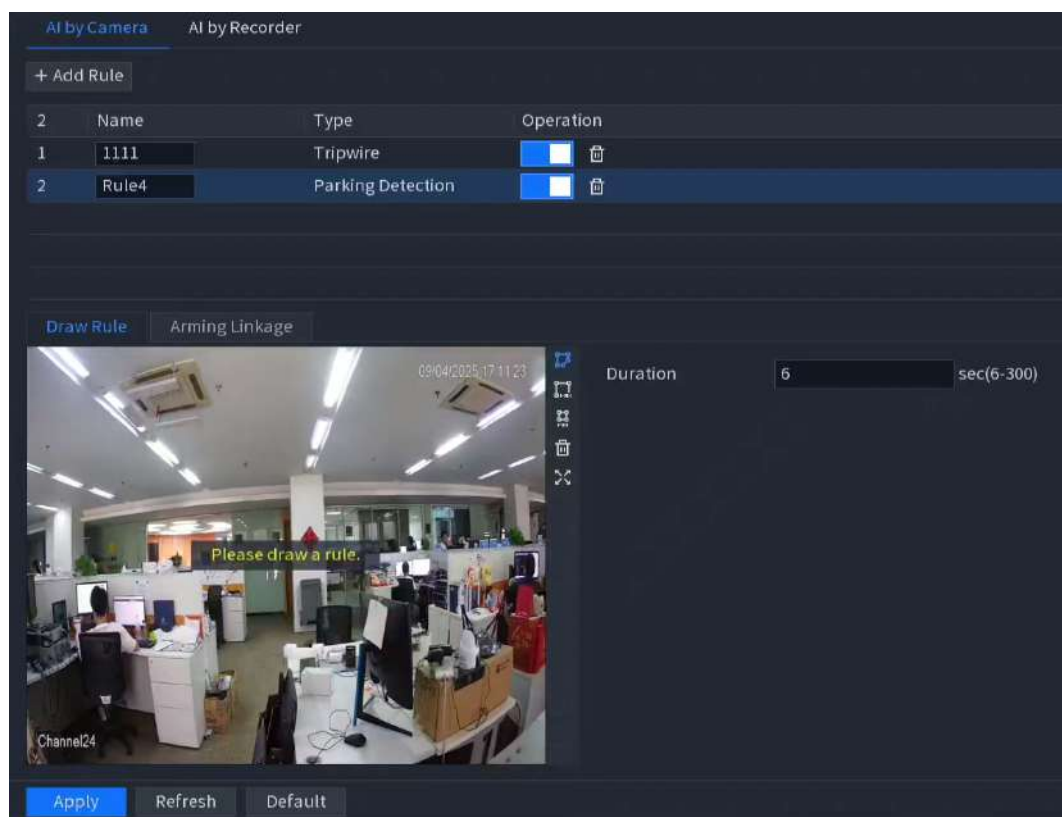 AI by Camera AI by Recorder
+ Add Rule
2 Name Type Operation
1 1111 Tripwire
2 Rule4 Parking Detection
Draw Rule Arming Linkage
09/04/2025 17:11:23
Duration 6 sec(6-300)
Please draw a rule.
Channel24
Apply Refresh Default